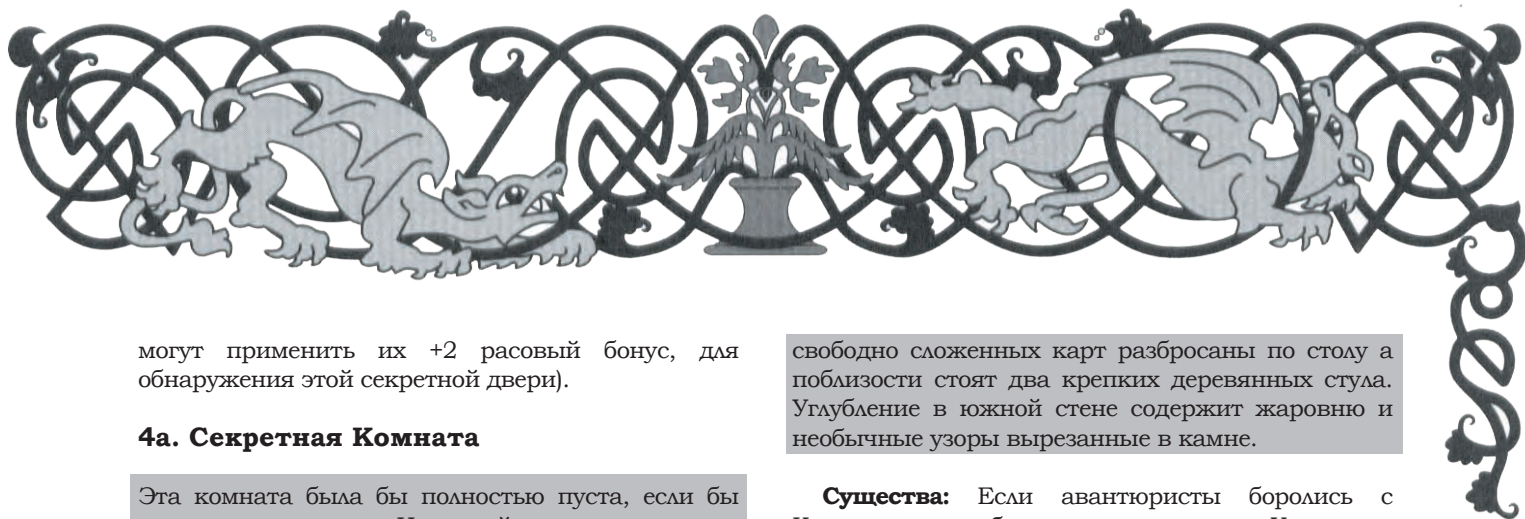 могут применить их +2 расовый бонус, для
обнаружения этой секретной двери).
4а. Секретная Комната
Эта комната была бы полностью пуста, если бы
свободно сложенных карт разбросаны по столу а
поблизости стоят два крепких деревянных стула.
Углубление в южной стене содержит жаровню и
необычные узоры вырезанные в камне.
Существа: Если авантюристы боролись с